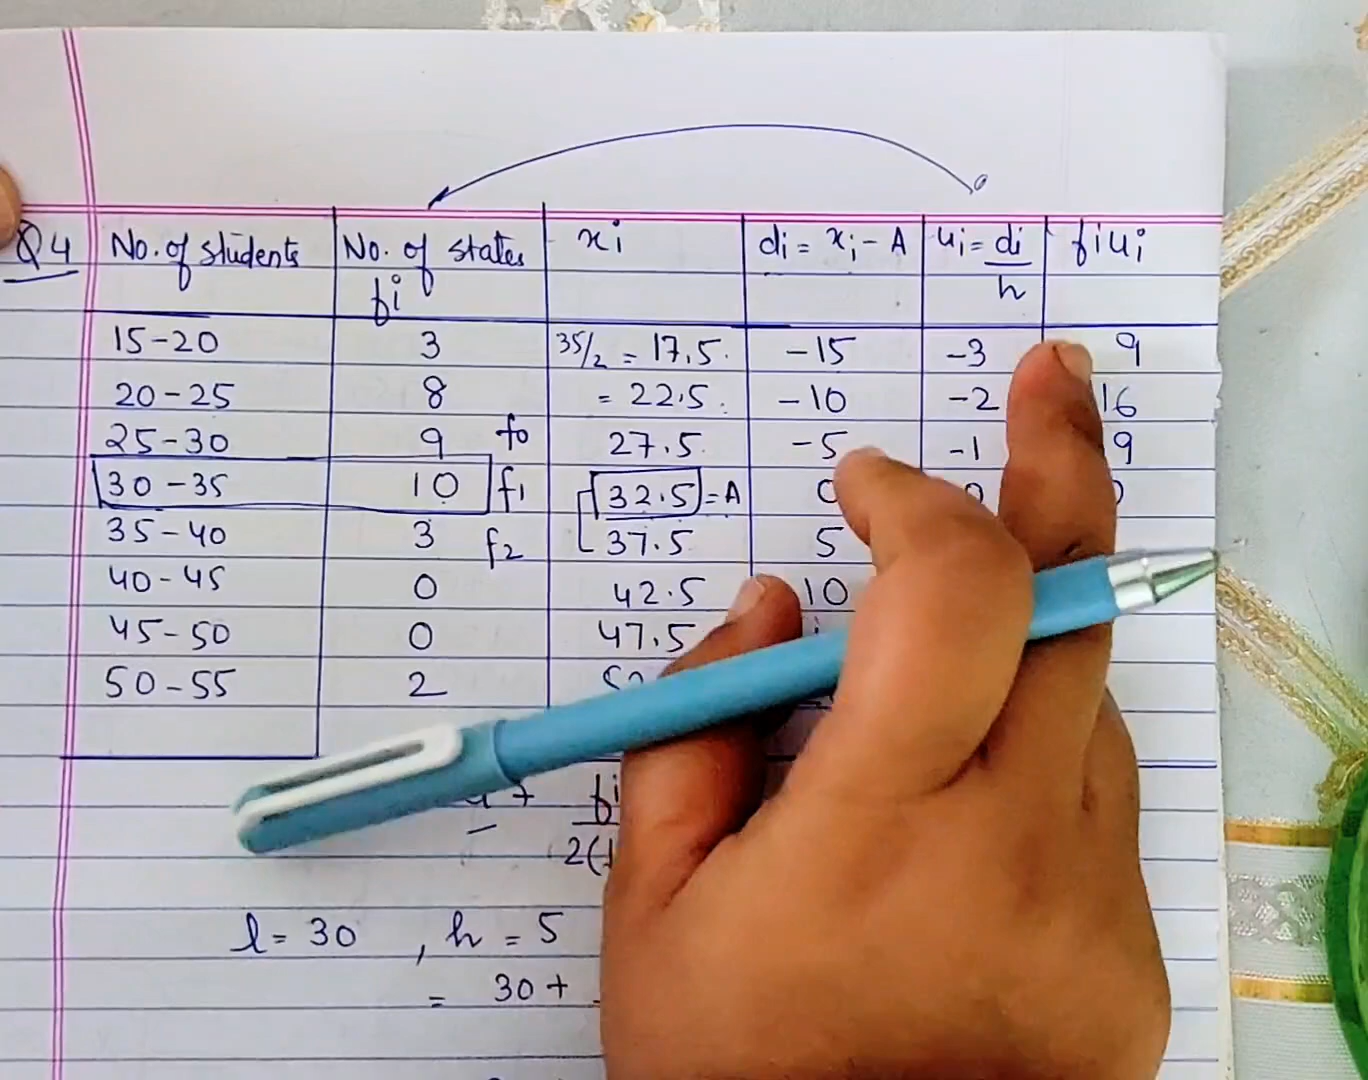 Q4 No. of students No. of states fi xi di = xi - A ui = di/h fiui
15-20 3 35/2 = 17.5. -15 -3 9
20-25 8 = 22.5. -10 -2 16
25-30 9 f0 27.5. -5 -1 9
30-35 10 f1 32.5 = A 0 0
35-40 3 f2 37.5 5
40-45 0 42.5 10
45-50 0 47.5
50-55 2
+
2(
l = 30 , h = 5
= 30 +